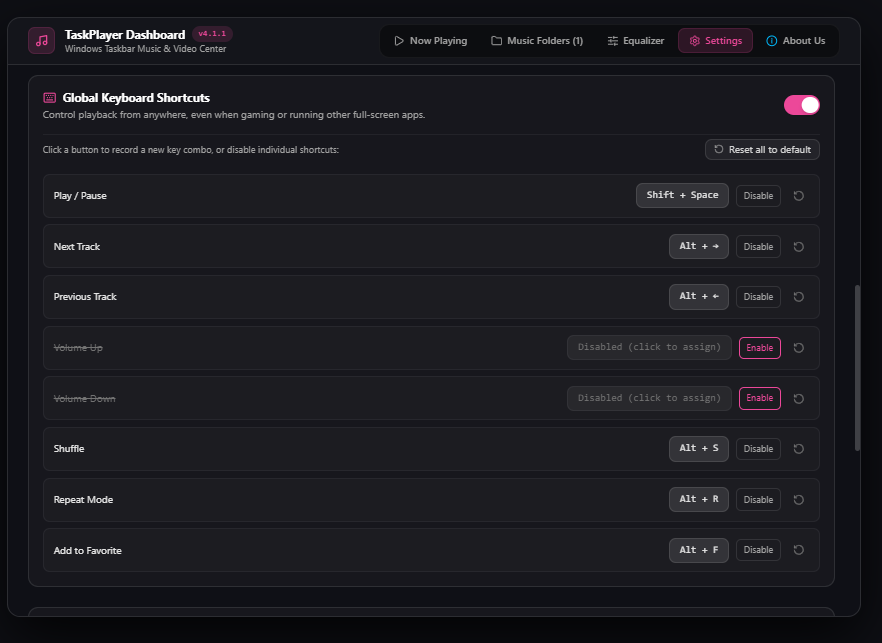 TaskPlayer Dashboard v4.1.1
Windows Taskbar Music & Video Center
Now Playing
Music Folders (1)
Equalizer
Settings
About Us
Global Keyboard Shortcuts
Control playback from anywhere, even when gaming or running other full-screen apps.
Click a button to record a new key combo, or disable individual shortcuts:
Reset all to default
Play / Pause Shift + Space Disable
Next Track Alt + → Disable
Previous Track Alt + ← Disable
Volume Up Disabled (click to assign) Enable
Volume Down Disabled (click to assign) Enable
Shuffle Alt + S Disable
Repeat Mode Alt + R Disable
Add to Favorite Alt + F Disable